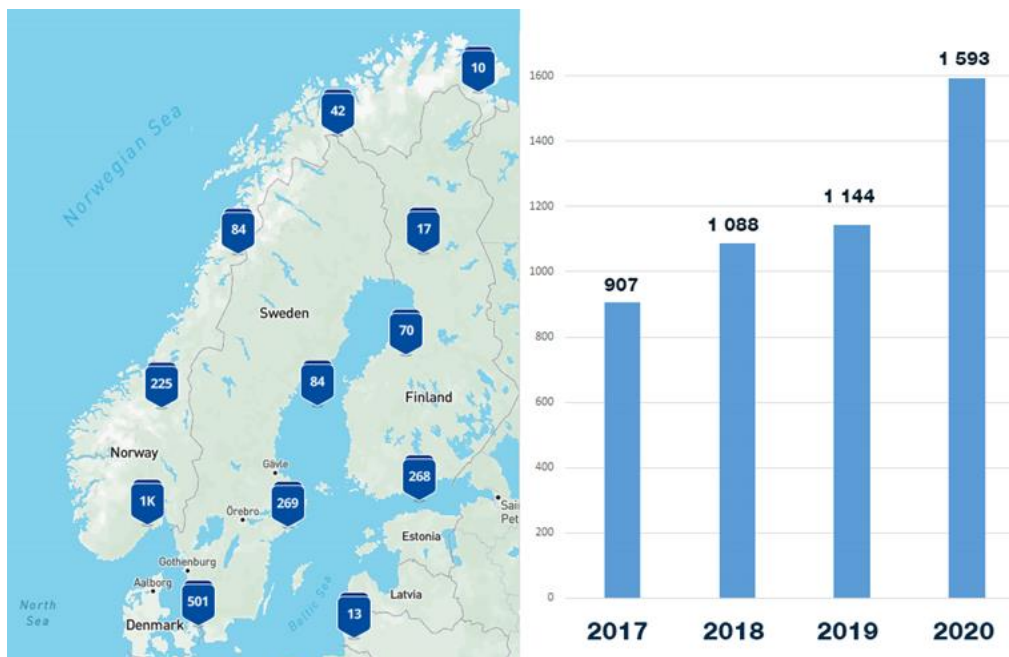 10
42
Norwegian Sea
84
17
Sweden
70
225
84
Finland
Norway
Gävle
268
1K
269
Örebro
Sain
Pet
Estonia
Gothenburg
Aalborg
North
Sea
501
Baltic Sea
Latvia
13
Denmark
1 593
1600
1400
1 144
1200
1 088
1000
907
800
600
400
200
0
2017 2018 2019 2020